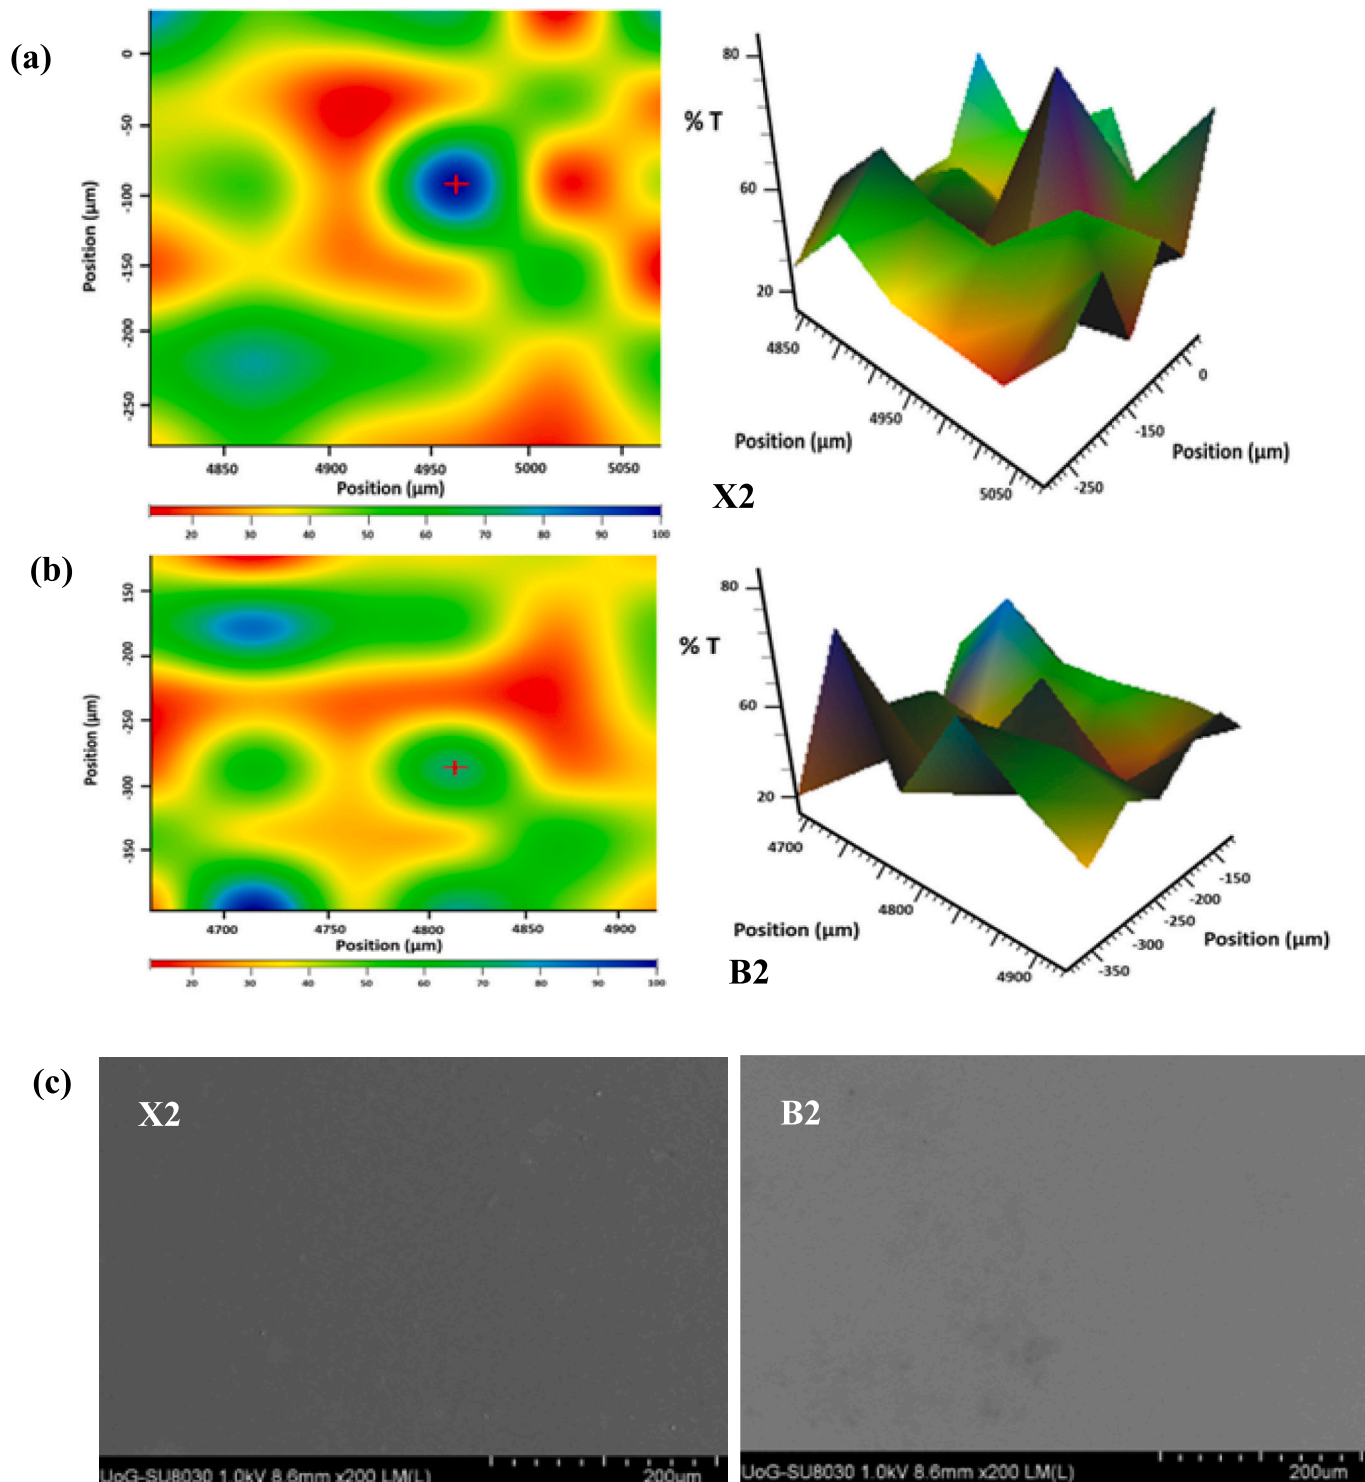 (a)
0
-50
-100
-150
-200
-250
Position (µm)
4850 4900 4950 5000 5050
Position (µm)
20 30 40 50 60 70 80 90 100
80
% T
60
20
4850
4950
5050
Position (µm)
0
-150
-250
Position (µm)
X2
(b)
150
-200
-250
-300
-350
Position (µm)
4700 4750 4800 4850 4900
Position (µm)
20 30 40 50 60 70 80 90 100
80
% T
60
20
4700
4800
4900
Position (µm)
-150
-200
-250
-300
-350
Position (µm)
B2
(c)
X2
UoG-SU8030 1.0kV 8.6mm x200 LM(L) 200um
B2
UoG-SU8030 1.0kV 8.6mm x200 LM(L) 200um